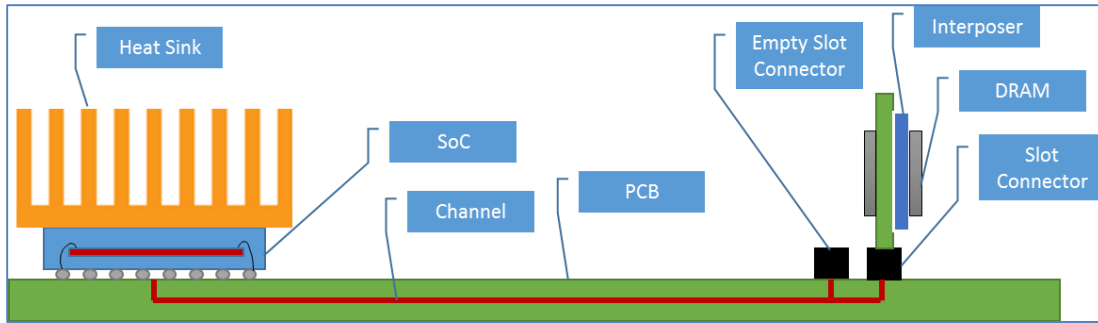 Heat Sink
SoC
Channel
PCB
Empty Slot
Connector
Interposer
DRAM
Slot
Connector